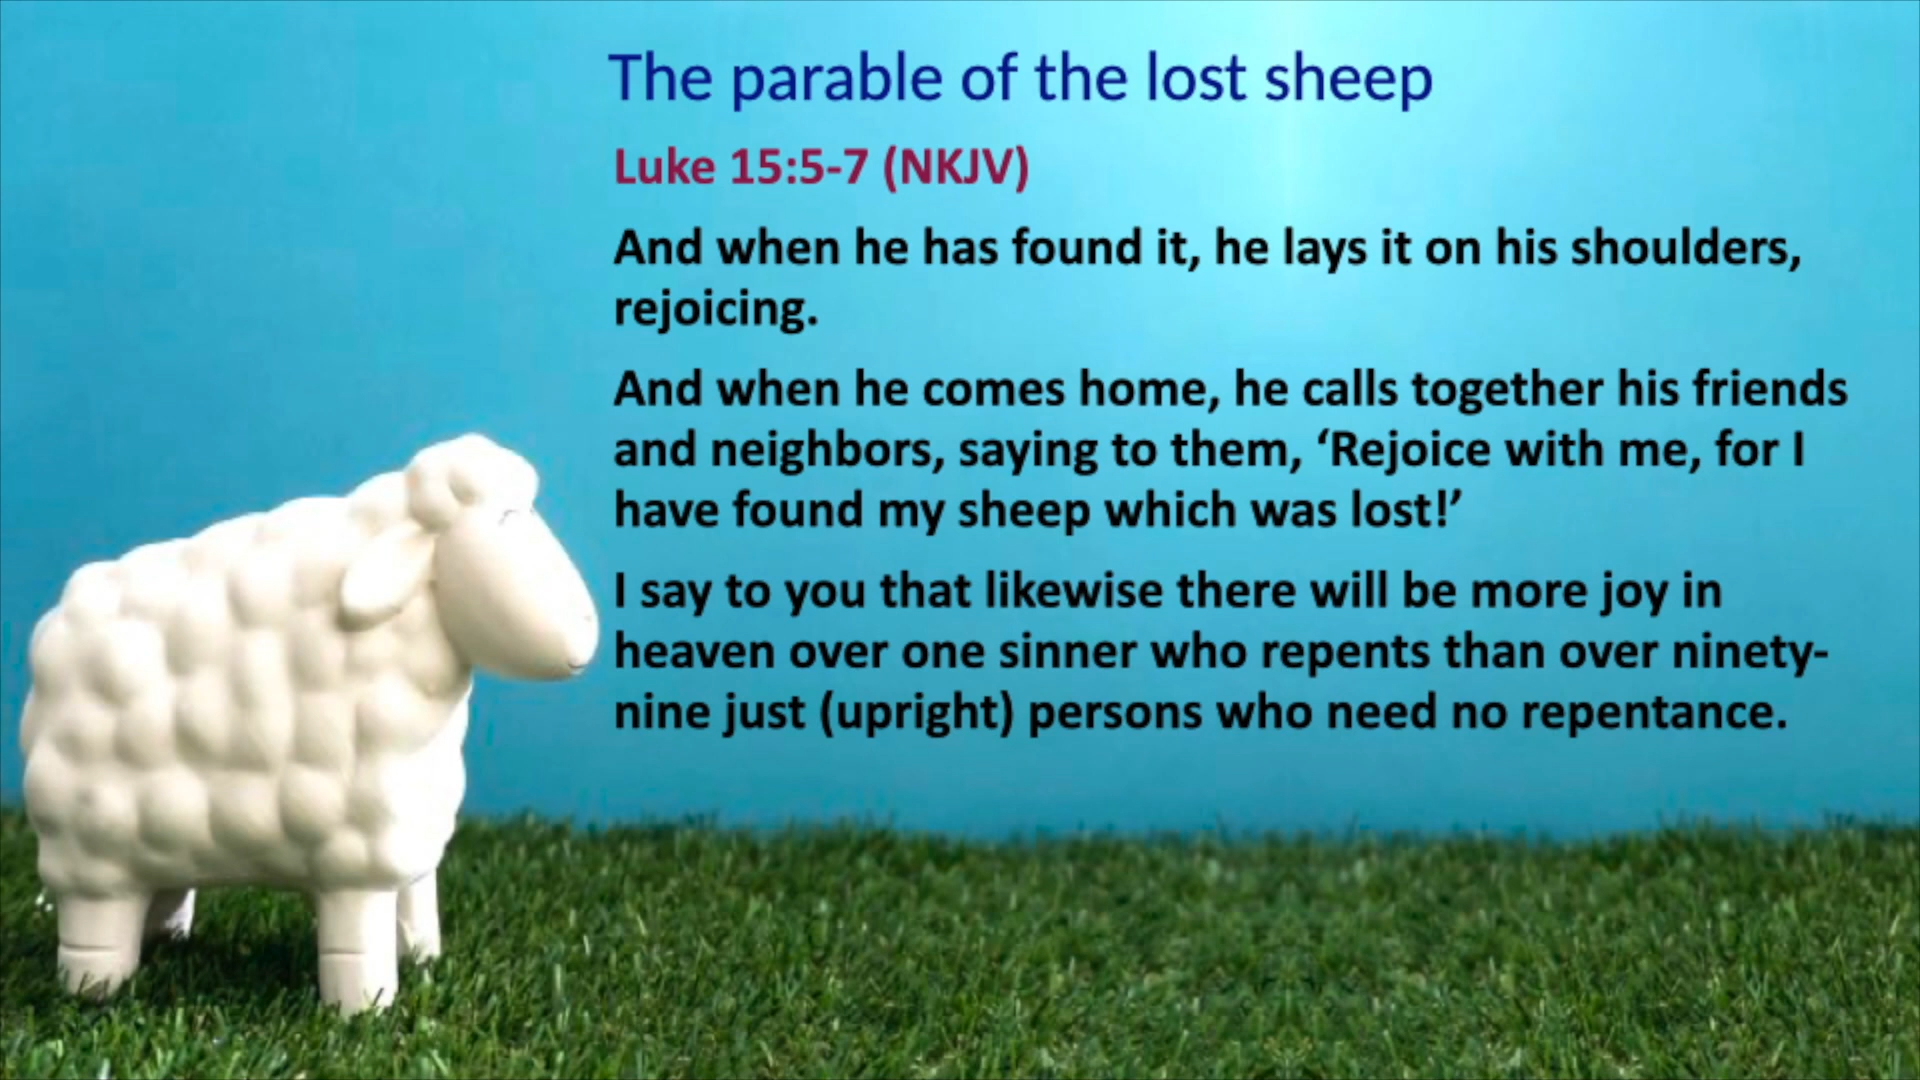 The parable of the lost sheep
Luke 15:5-7 (NKJV)
And when he has found it, he lays it on his shoulders,
rejoicing.
And when he comes home, he calls together his friends
and neighbors, saying to them, ‘Rejoice with me, for I
have found my sheep which was lost!’
I say to you that likewise there will be more joy in
heaven over one sinner who repents than over ninety-
nine just (upright) persons who need no repentance.